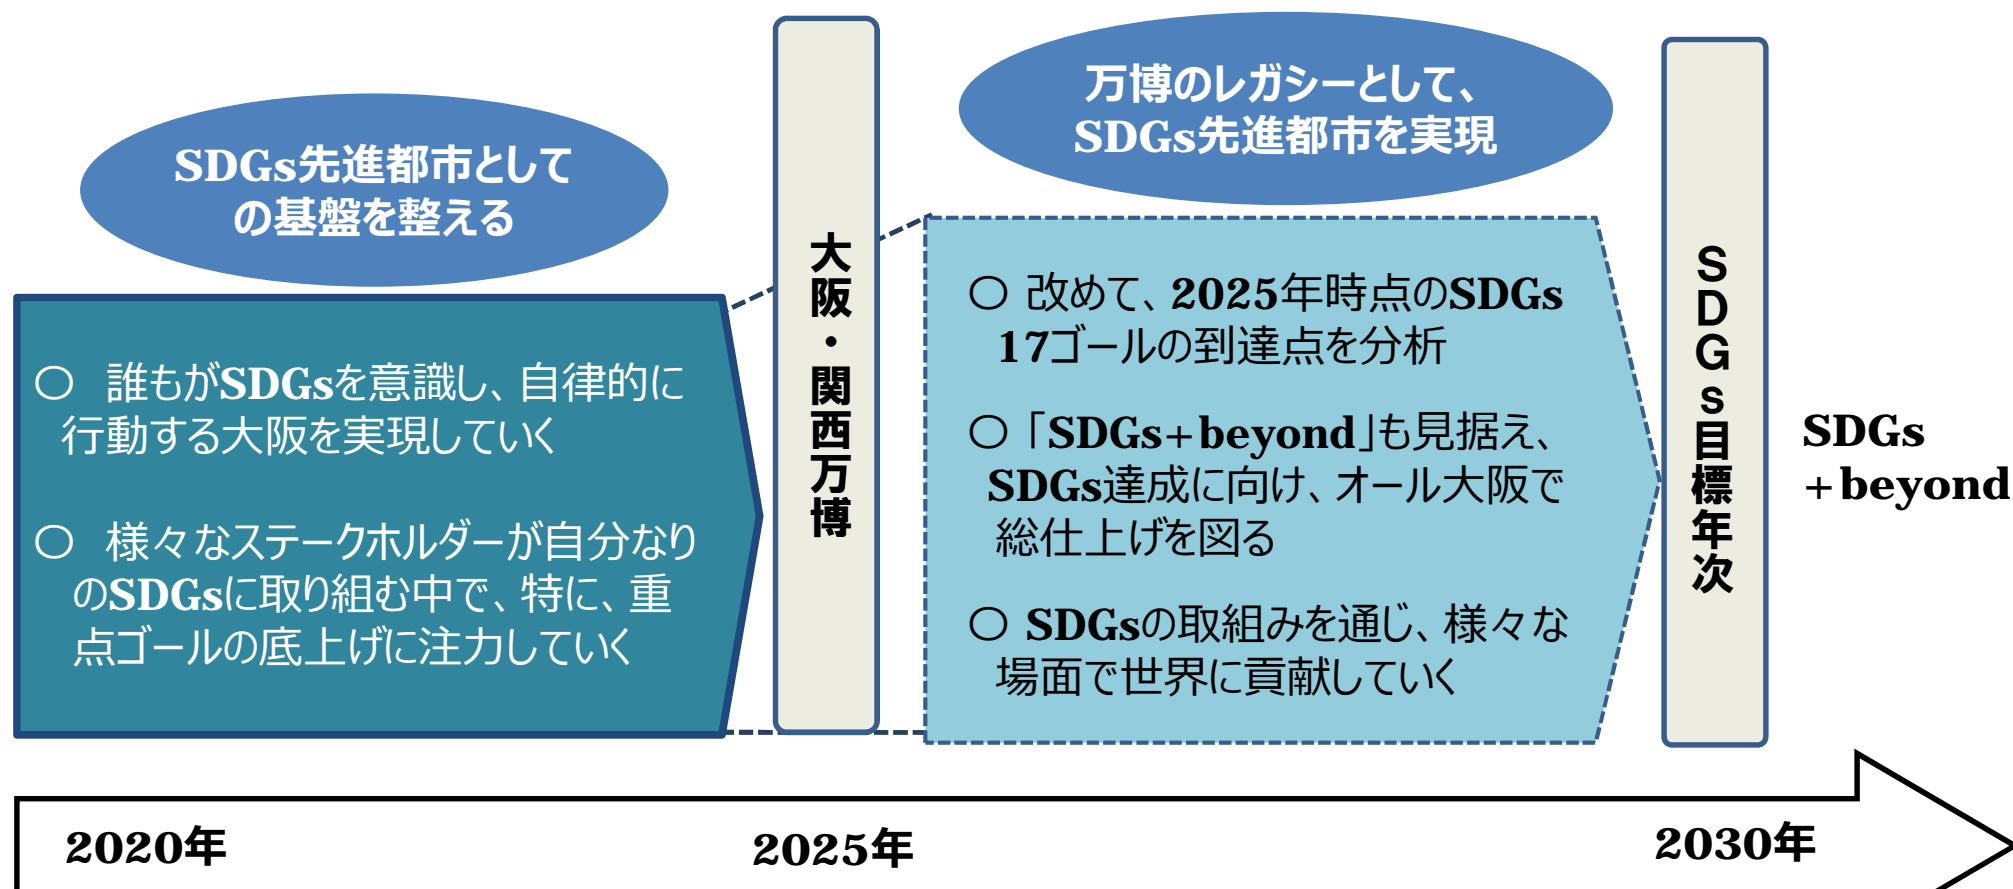 SDGs先進都市として
の基盤を整える
○　誰もがSDGsを意識し、自律的に
行動する大阪を実現していく
○　様々なステークホルダーが自分なり
のSDGsに取り組む中で、特に、重
点ゴールの底上げに注力していく
大阪・関西万博
万博のレガシーとして、
SDGs先進都市を実現
○ 改めて、2025年時点のSDGs
17ゴールの到達点を分析
○「SDGs+beyond」も見据え、
SDGs達成に向け、オール大阪で
総仕上げを図る
○ SDGsの取組みを通じ、様々な
場面で世界に貢献していく
SDGs目標年次
SDGs
+beyond
2020年
2025年
2030年